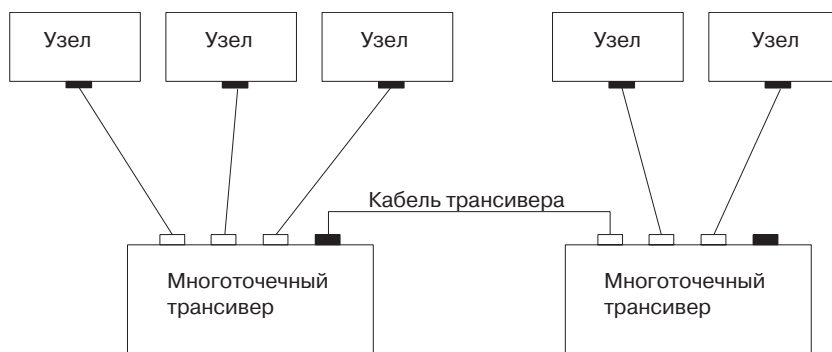 Узел
Узел
Узел
Узел
Узел
Кабель трансивера
Многоточечный
трансивер
Многоточечный
трансивер